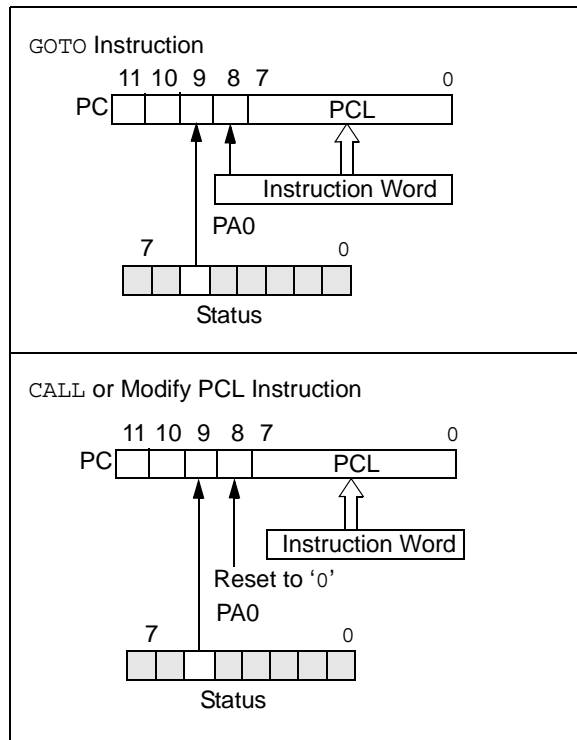 GOTO Instruction
11 10 9 8 7 0
PC PCL
Instruction Word
PA0
7 0
Status
CALL or Modify PCL Instruction
11 10 9 8 7 0
PC PCL
Instruction Word
Reset to ‘0’
PA0
7 0
Status